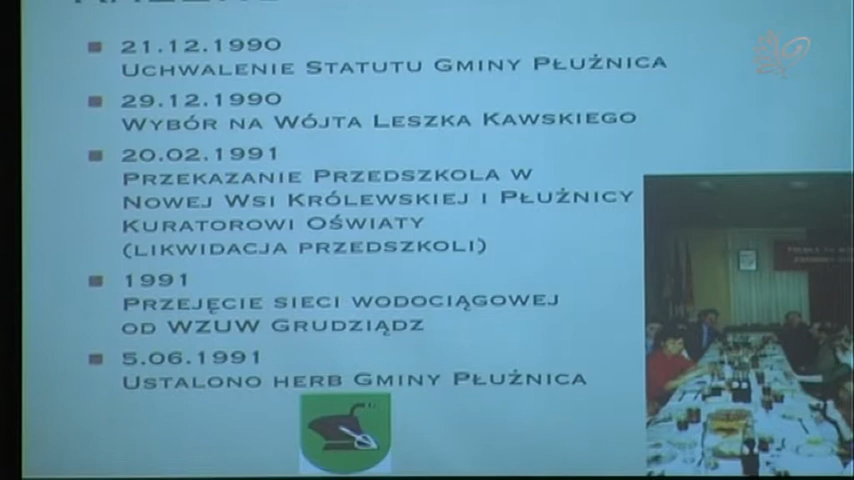 21.12.1990
Uchwalenie Statutu Gminy Płużnica
29.12.1990
Wybór na Wójta Leszka Kawskiego
20.02.1991
Przekazanie Przedszkola w
Nowej Wsi Królewskiej i Płużnicy
Kuratorowi Oświaty
(likwidacja przedszkoli)
1991
Przejęcie sieci wodociągowej
od WZUW Grudziądz
5.06.1991
Ustalono herb Gminy Płużnica